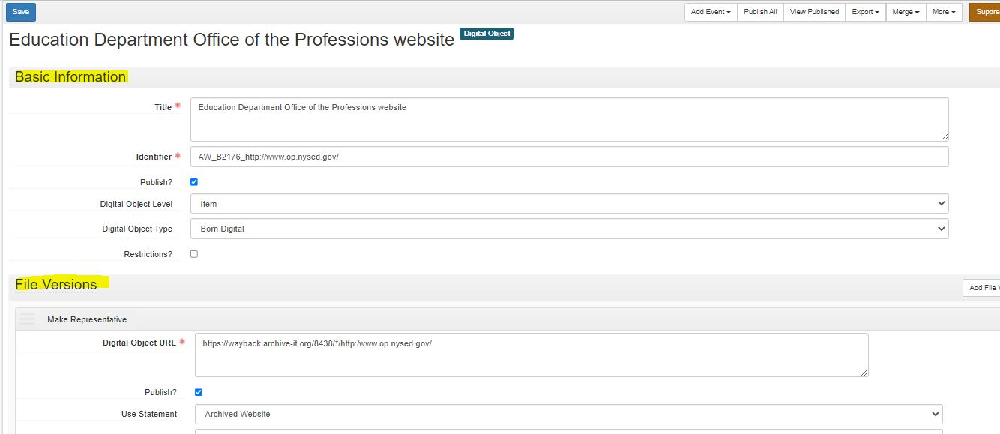 Save
Add Event
Publish All
View Published
Export
Merge
More
Suppre
Education Department Office of the Professions website
Digital Object
Basic Information
Title *
Education Department Office of the Professions website
Identifier *
AW_B2176_http://www.op.nysed.gov/
Publish?
Digital Object Level
Item
Digital Object Type
Born Digital
Restrictions?
File Versions
Add File V
Make Representative
Digital Object URL *
https://wayback.archive-it.org/8438/*/http:/www.op.nysed.gov/
Publish?
Use Statement
Archived Website